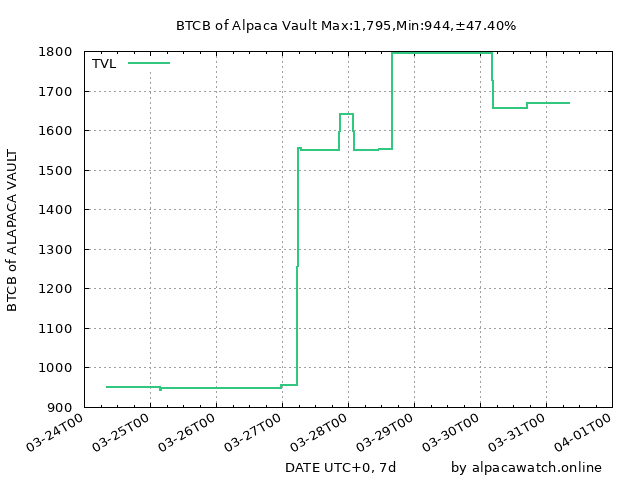 BTCB of Alpaca Vault Max:1,795,Min:944,±47.40%
TVL
BTCB of ALAPACA VAULT
1800
1700
1600
1500
1400
1300
1200
1100
1000
900
03-24T00
03-25T00
03-26T00
03-27T00
03-28T00
03-29T00
03-30T00
03-31T00
04-01T00
DATE UTC+0, 7d
by alpacawatch.online